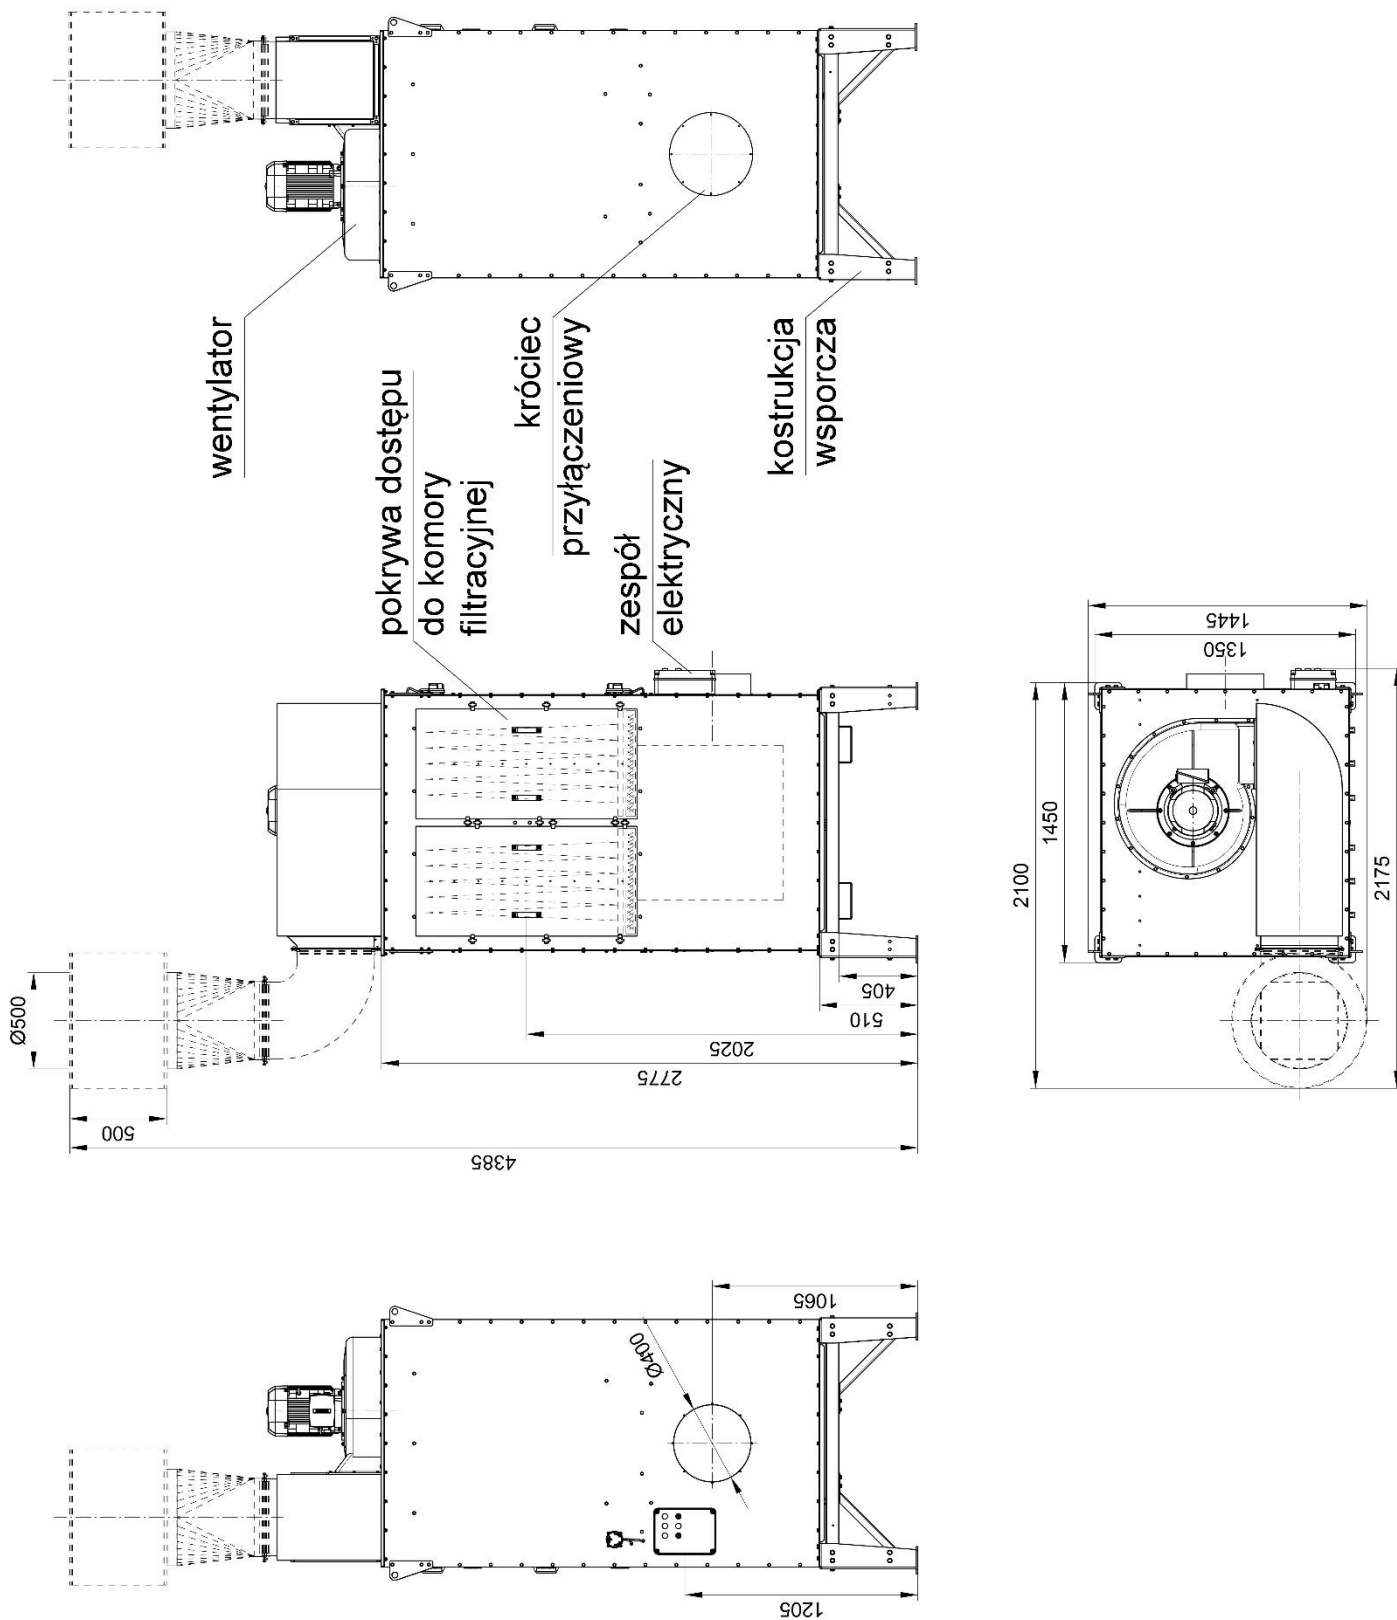 wentylator
pokrywa dostępu
do komory
filtracyjnej
króciec
przyłączeniowy
zespół
elektryczny
kostrukcja
wsporcza
Ø500
500
4385
2775
2025
510
405
1065
Ø400
1205
2100
1450
1350
1445
2175